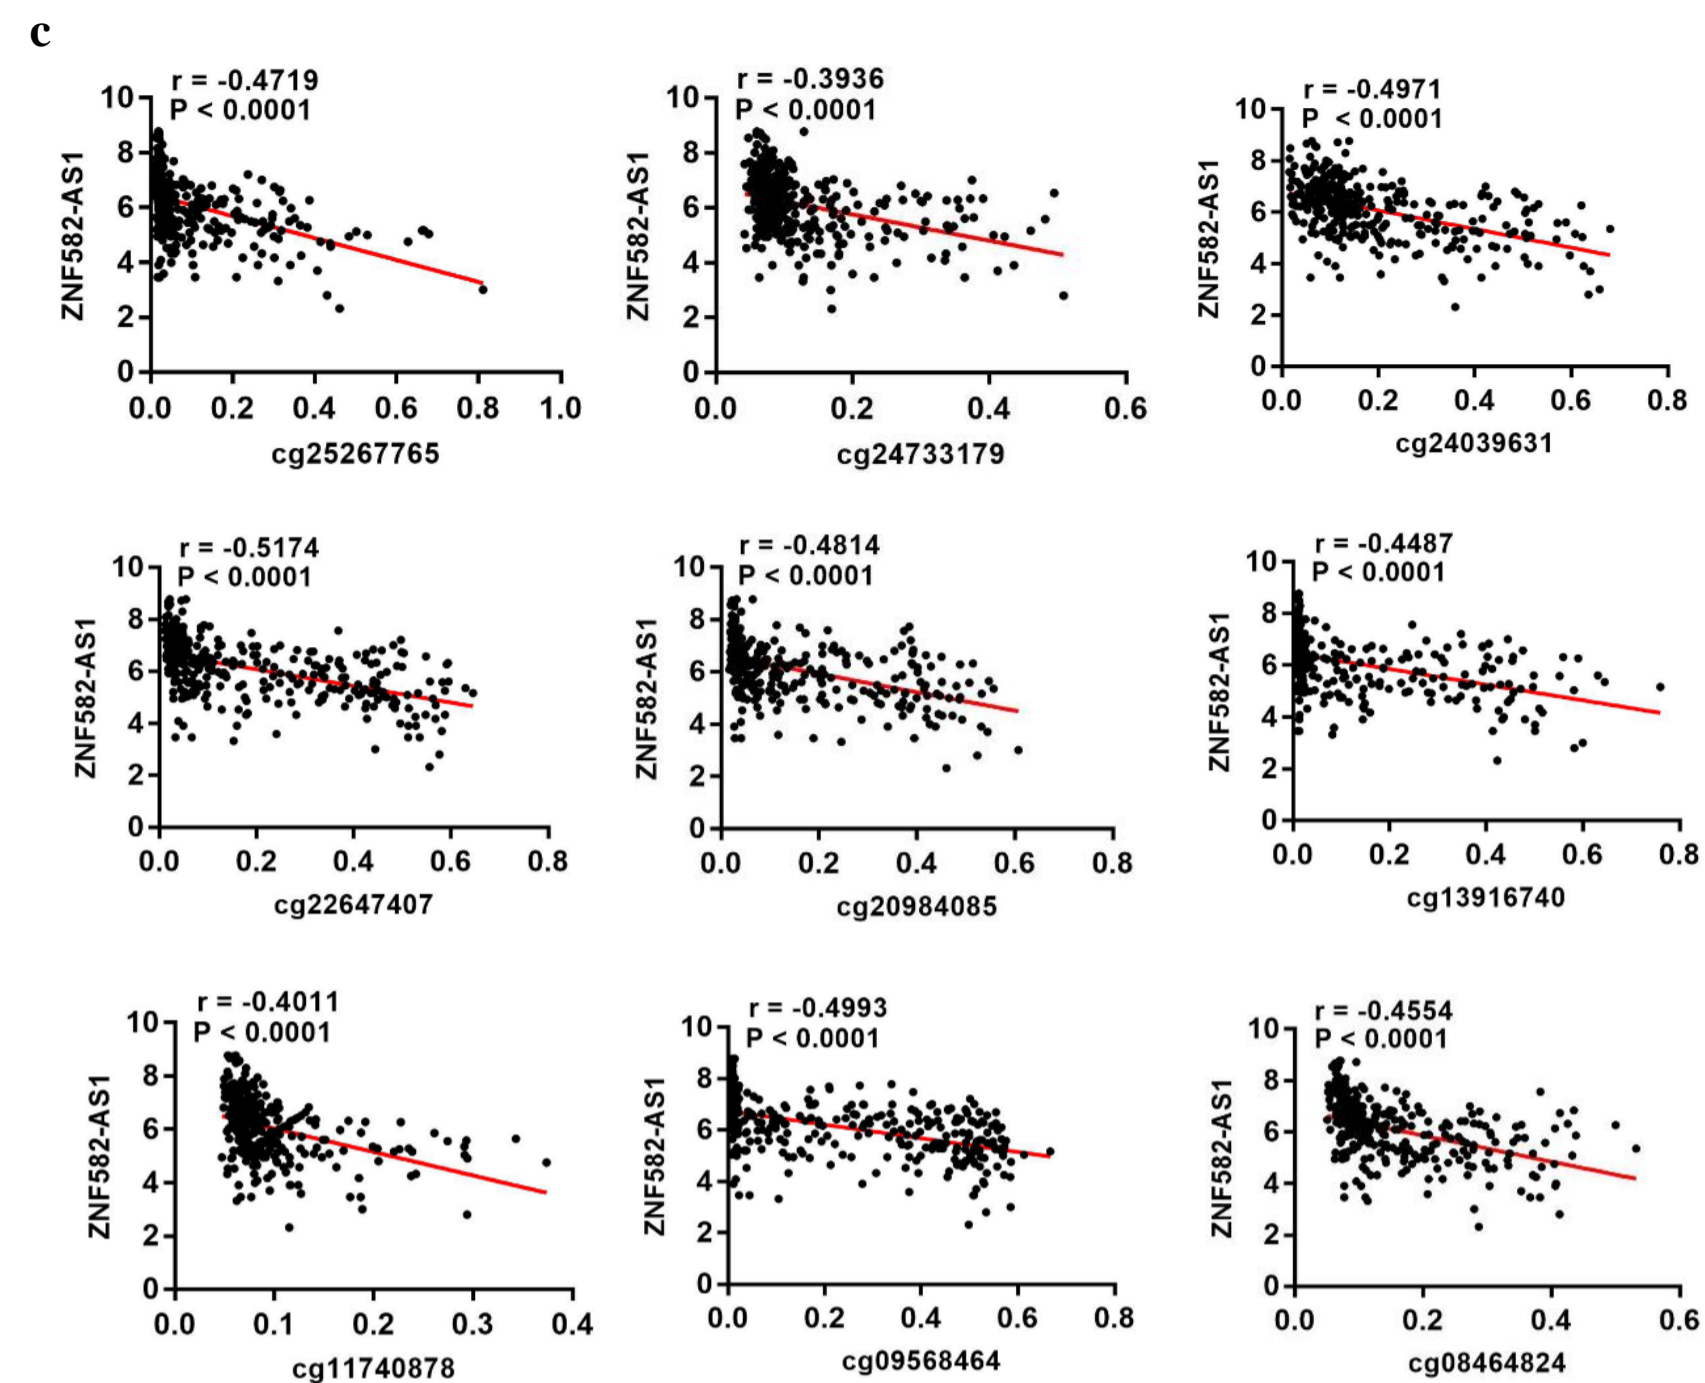 c
r = -0.4719
P < 0.0001
10
8
6
4
2
0
ZNF582-AS1
0.0 0.2 0.4 0.6 0.8 1.0
cg25267765
r = -0.3936
P < 0.0001
10
8
6
4
2
0
ZNF582-AS1
0.0 0.2 0.4 0.6
cg24733179
r = -0.4971
P < 0.0001
10
8
6
4
2
0
ZNF582-AS1
0.0 0.2 0.4 0.6 0.8
cg24039631
r = -0.5174
P < 0.0001
10
8
6
4
2
0
ZNF582-AS1
0.0 0.2 0.4 0.6 0.8
cg22647407
r = -0.4814
P < 0.0001
10
8
6
4
2
0
ZNF582-AS1
0.0 0.2 0.4 0.6 0.8
cg20984085
r = -0.4487
P < 0.0001
10
8
6
4
2
0
ZNF582-AS1
0.0 0.2 0.4 0.6 0.8
cg13916740
r = -0.4011
P < 0.0001
10
8
6
4
2
0
ZNF582-AS1
0.0 0.1 0.2 0.3 0.4
cg11740878
r = -0.4993
P < 0.0001
10
8
6
4
2
0
ZNF582-AS1
0.0 0.2 0.4 0.6 0.8
cg09568464
r = -0.4554
P < 0.0001
10
8
6
4
2
0
ZNF582-AS1
0.0 0.2 0.4 0.6
cg08464824